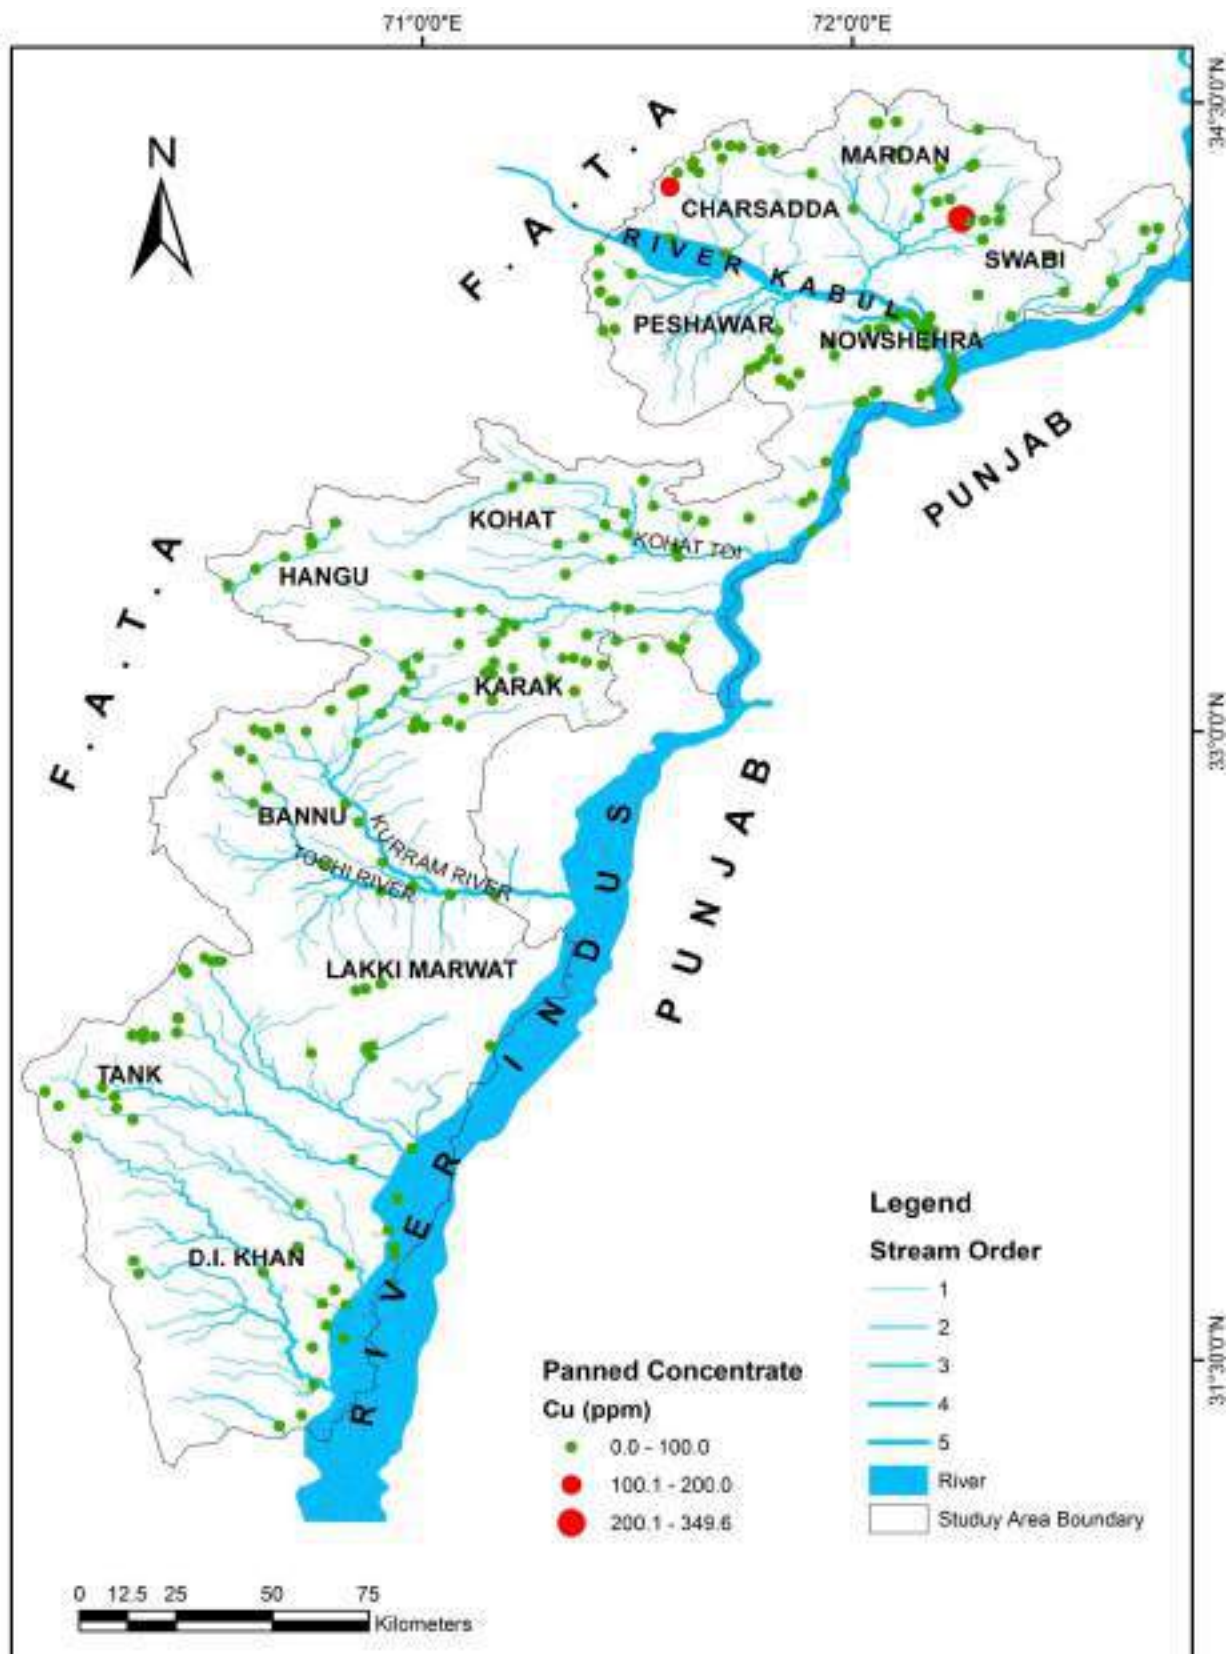 71°0'0"E
72°0'0"E
34°30'0"N
33°0'0"N
31°30'0"N
N
F.A.T.A
MARDAN
CHARSADDA
SWABI
RIVER KABUL
PESHAWAR
NOWSHEHRA
PUNJAB
KOHAT
KOHAT TOI
HANGU
F.A.T.A
KARAK
BANNU
KURRAM RIVER
TOCHI RIVER
PUNJAB
LAKKI MARWAT
RIVER INDUS
TANK
D.I. KHAN
Legend
Stream Order
1
2
3
4
5
River
Studuy Area Boundary
Panned Concentrate
Cu (ppm)
0.0 - 100.0
100.1 - 200.0
200.1 - 349.6
0 12.5 25 50 75
Kilometers